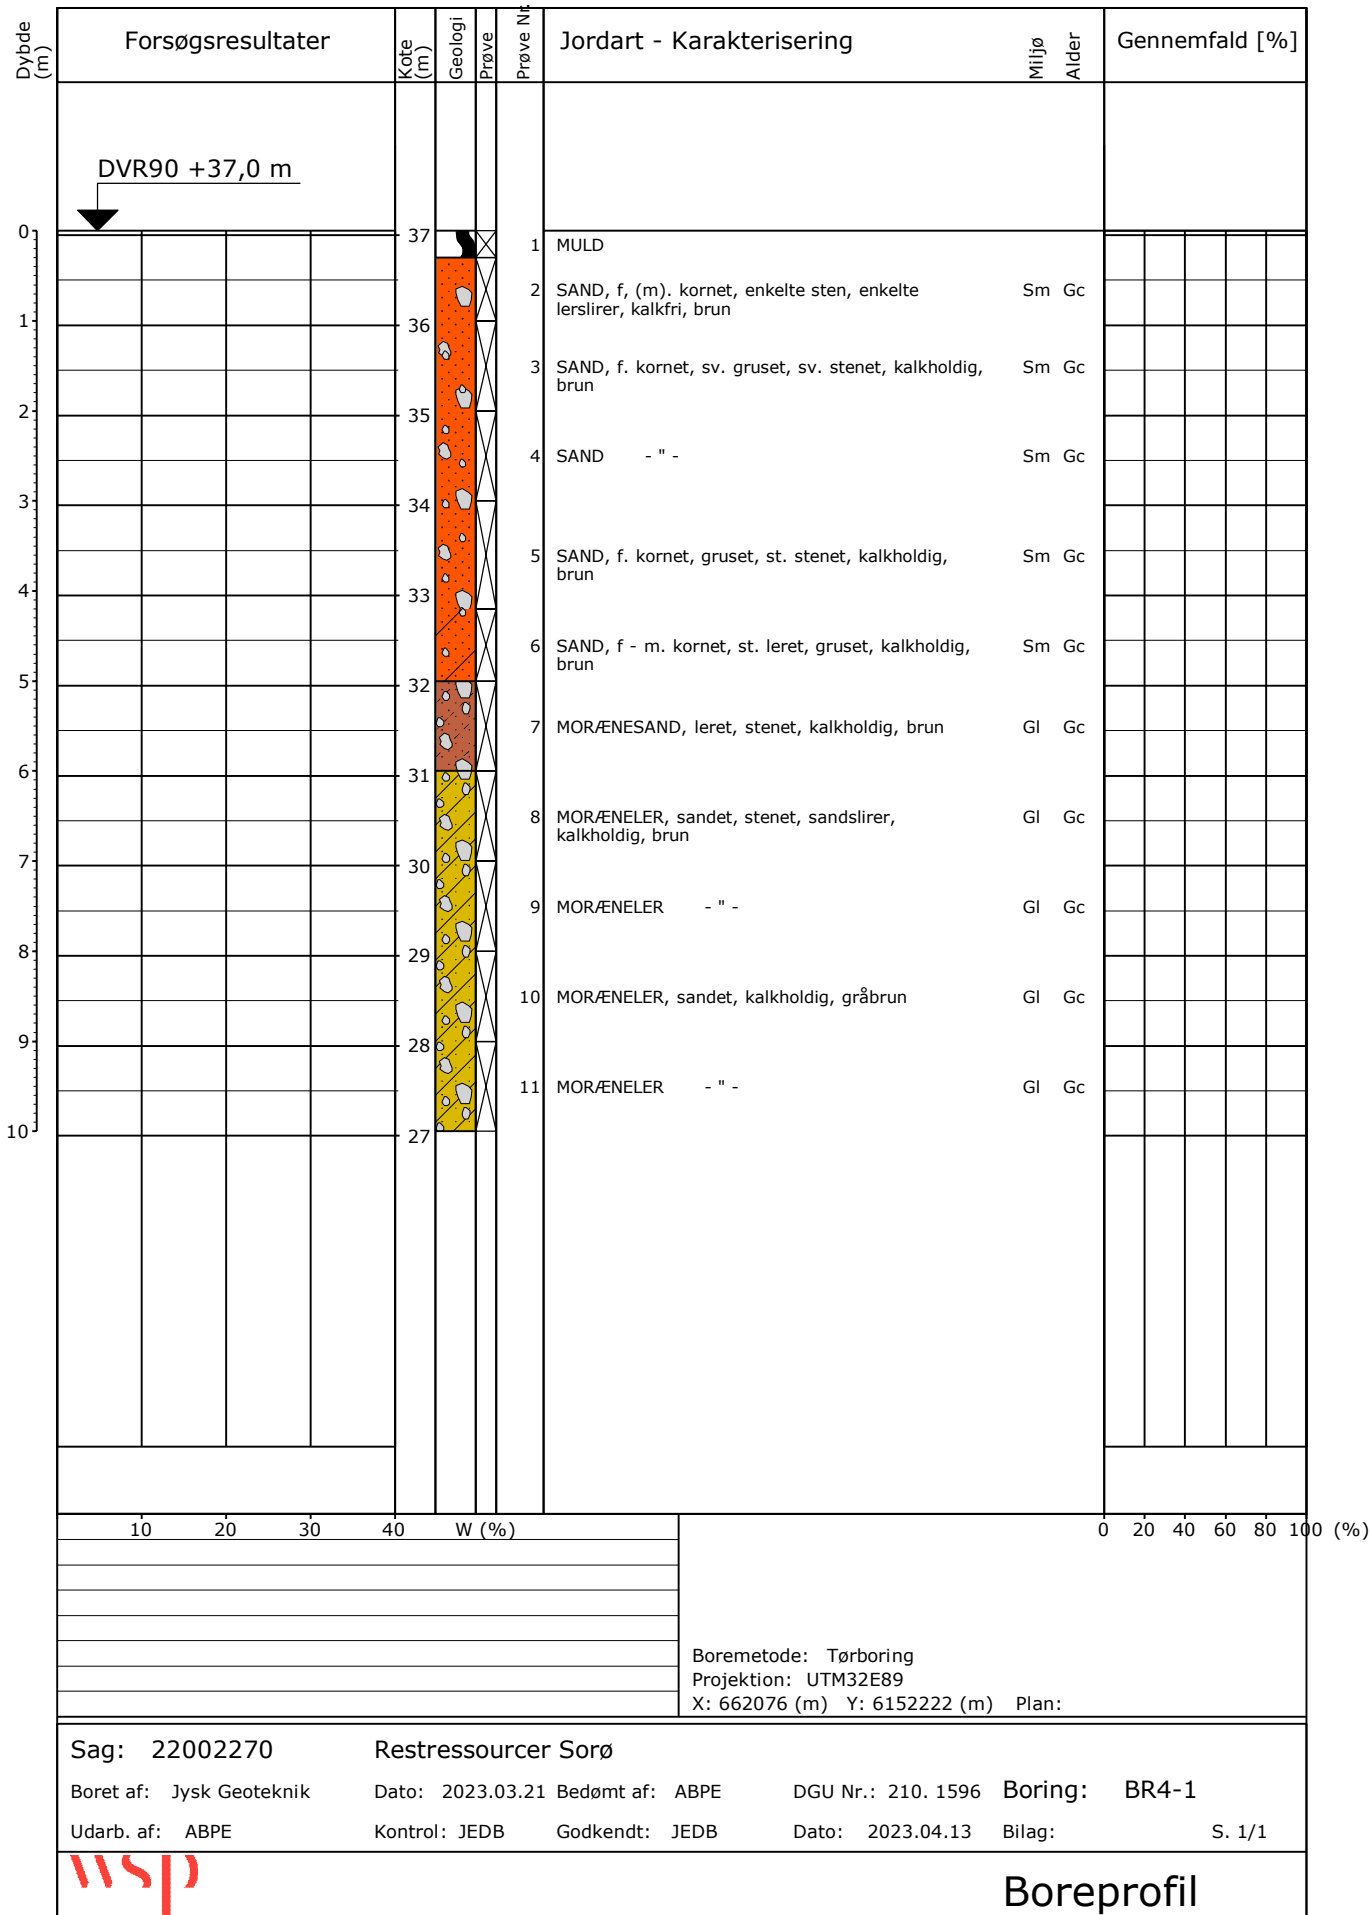 Dybde (m)
Forsøgsresultater
Kote (m)
Geologi
Prøve
Prøve Nr.
Jordart - Karakterisering
Miljø
Alder
Gennemfald [%]
DVR90 +37,0 m
0
37
1 MULD
2 SAND, f, (m). kornet, enkelte sten, enkelte Sm Gc
lerslirer, kalkfri, brun
1
36
3 SAND, f. kornet, sv. gruset, sv. stenet, kalkholdig, Sm Gc
brun
2
35
4 SAND - " - Sm Gc
3
34
5 SAND, f. kornet, gruset, st. stenet, kalkholdig, Sm Gc
brun
4
33
6 SAND, f - m. kornet, st. leret, gruset, kalkholdig, Sm Gc
brun
5
32
7 MORÆNESAND, leret, stenet, kalkholdig, brun Gl Gc
6
31
8 MORÆNELER, sandet, stenet, sandslirer, Gl Gc
kalkholdig, brun
7
30
9 MORÆNELER - " - Gl Gc
8
29
10 MORÆNELER, sandet, kalkholdig, gråbrun Gl Gc
9
28
11 MORÆNELER - " - Gl Gc
10
27
10 20 30 40 W (%)
0 20 40 60 80 100 (%)
Boremetode: Tørboring
Projektion: UTM32E89
X: 662076 (m) Y: 6152222 (m) Plan:
Sag: 22002270 Restressourcer Sorø
Boret af: Jysk Geoteknik Dato: 2023.03.21 Bedømt af: ABPE DGU Nr.: 210. 1596 Boring: BR4-1
Udarb. af: ABPE Kontrol: JEDB Godkendt: JEDB Dato: 2023.04.13 Bilag: S. 1/1
wsp
Boreprofil